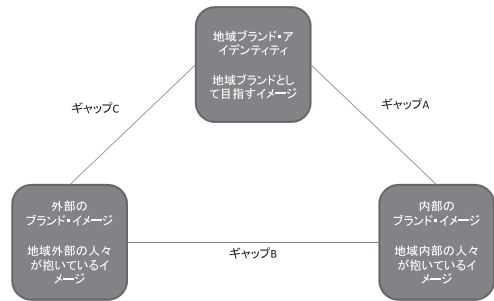 地域ブランド・ア
イデンティティ
地域ブランドとし
て目指すイメージ
ギャップC
ギャップA
外部の
ブランド・イメージ
地域外部の人々
が抱いているイ
メージ
ギャップB
内部の
ブランド・イメージ
地域内部の人々
が抱いているイ
メージ